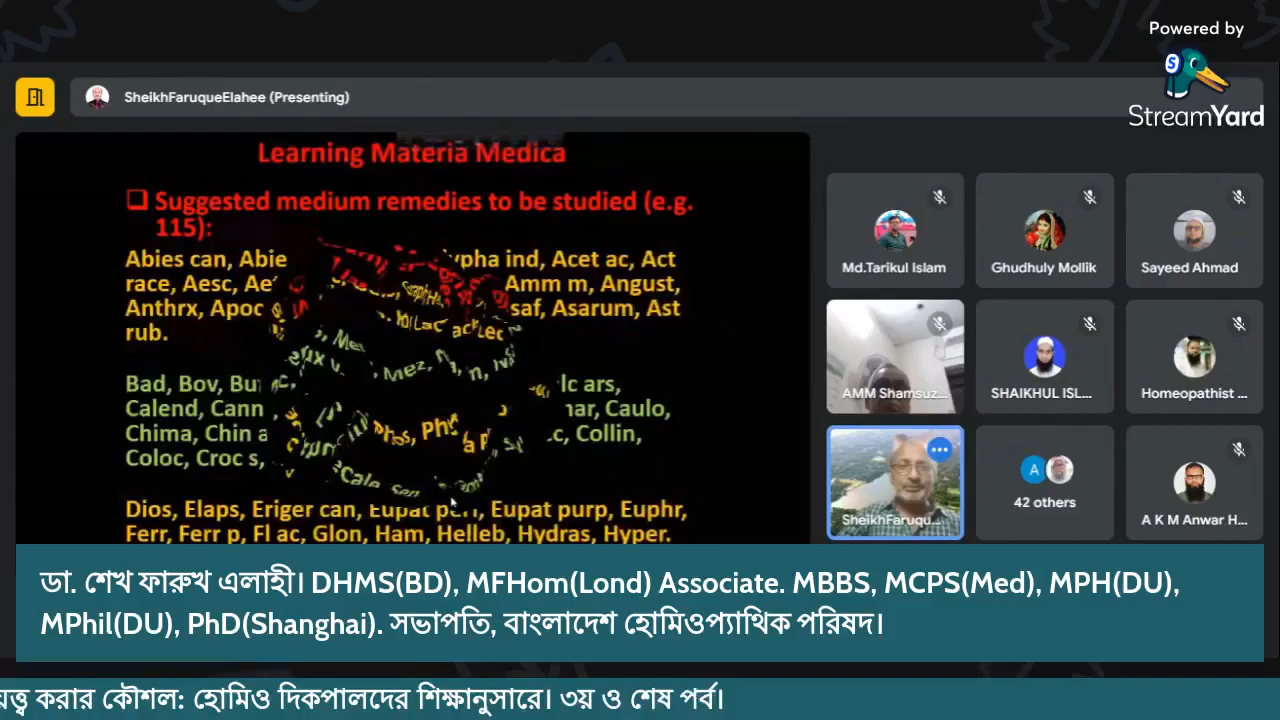 Powered by
StreamYard
SheikhFaruqueElahee (Presenting)
Learning Materia Medica
Suggested medium remedies to be studied (e.g.
115):
Abies can, Abie ypha ind, Acet ac, Act
race, Aesc, Amm m, Angust,
Anthrx, Apoc saf, Asarum, Ast
rub.
Bad, Bov, lc ars,
Calend, Cann nar, Caulo,
Chima, Chin a c, Collin,
Coloc, Croc s,
Dios, Elaps, Eriger can, Eupat perf, Eupat purp, Euphr,
Ferr, Ferr p, Fl ac, Glon, Ham, Helleb, Hydras, Hyper.
Md.Tarikul Islam
Ghudhuly Mollik
Sayeed Ahmad
AMM Shamsuz...
SHAIKHUL ISL...
Homeopathist ...
SheikhFaruqu...
A
42 others
A K M Anwar H...
ডা. শেখ ফারুখ এলাহী। DHMS(BD), MFHom(Lond) Associate. MBBS, MCPS(Med), MPH(DU),
MPhil(DU), PhD(Shanghai). সভাপতি, বাংলাদেশ হোমিওপ্যাথিক পরিষদ।
য়ত্ত্ব করার কৌশল: হোমিও দিকপালদের শিক্ষানুসারে। ৩য় ও শেষ পর্ব।